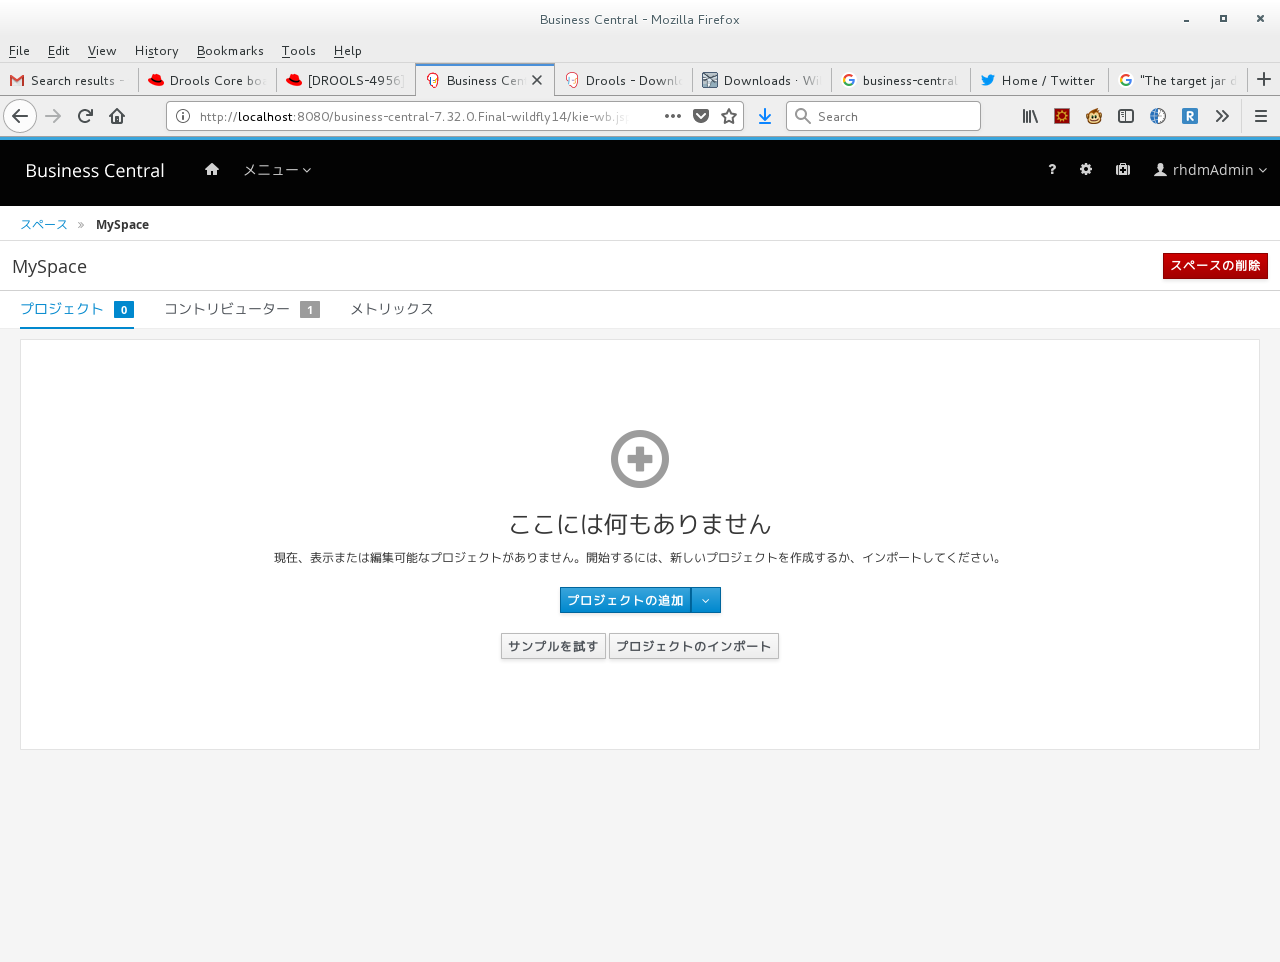 Business Central - Mozilla Firefox
File Edit View History Bookmarks Tools Help
Search results - Drools Core bo [DROOLS-4956] Business Cen Drools - Downl Downloads · Wi business-central Home / Twitter "The target jar d
http://localhost:8080/business-central-7.32.0.Final-wildfly14/kie-wb.jsp Search
Business Central メニュー ? rhdmAdmin
スペース » MySpace
MySpace スペースの削除
プロジェクト 0 コントリビューター 1 メトリックス
ここには何もありません
現在、表示または編集可能なプロジェクトがありません。開始するには、新しいプロジェクトを作成するか、インポートしてください。
プロジェクトの追加
サンプルを試す プロジェクトのインポート